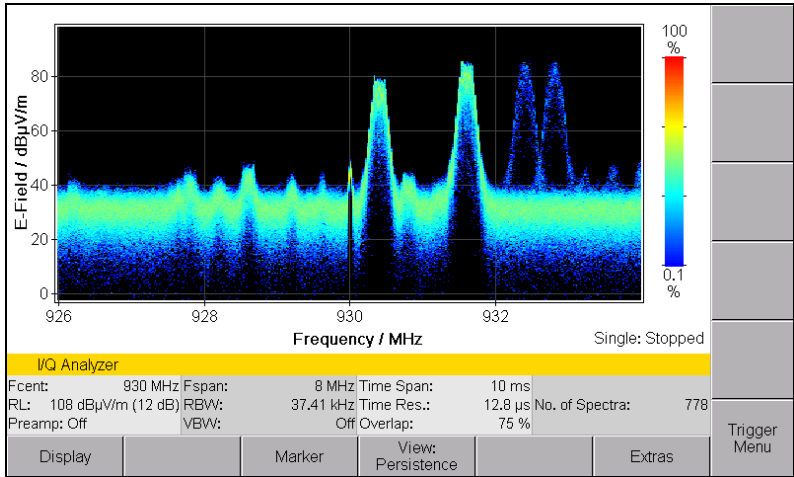 100
%
80
60
40
20
0
E-Field / dBµV/m
0.1
%
926
928
930
932
Frequency / MHz
Single: Stopped
I/Q Analyzer
Fcent: 930 MHz Fspan: 8 MHz Time Span: 10 ms
RL: 108 dBµV/m (12 dB) RBW: 37.41 kHz Time Res.: 12.8 µs No. of Spectra: 778
Preamp: Off VBW: Off Overlap: 75 %
Display
Marker
View:
Persistence
Extras
Trigger
Menu